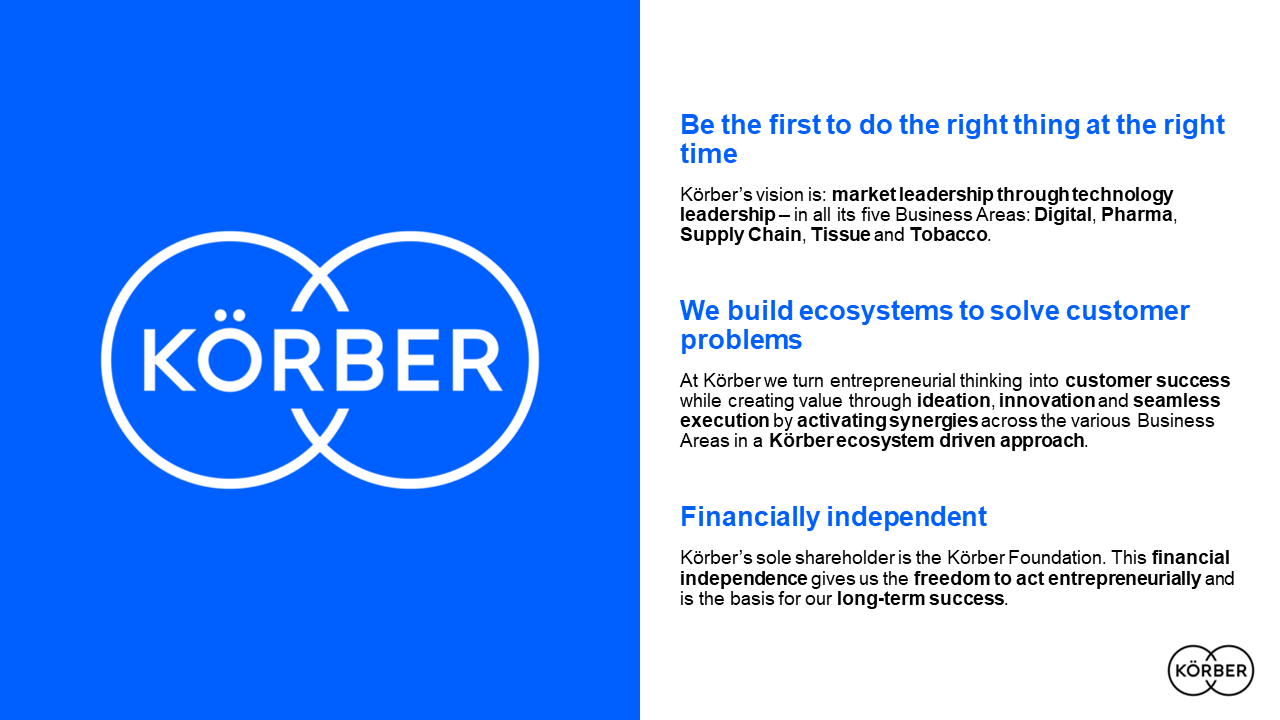 KÖRBER
Be the first to do the right thing at the right
time
Körber’s vision is: market leadership through technology
leadership – in all its five Business Areas: Digital, Pharma,
Supply Chain, Tissue and Tobacco.
We build ecosystems to solve customer
problems
At Körber we turn entrepreneurial thinking into customer success
while creating value through ideation, innovation and seamless
execution by activating synergies across the various Business
Areas in a Körber ecosystem driven approach.
Financially independent
Körber’s sole shareholder is the Körber Foundation. This financial
independence gives us the freedom to act entrepreneurially and
is the basis for our long-term success.
KÖRBER